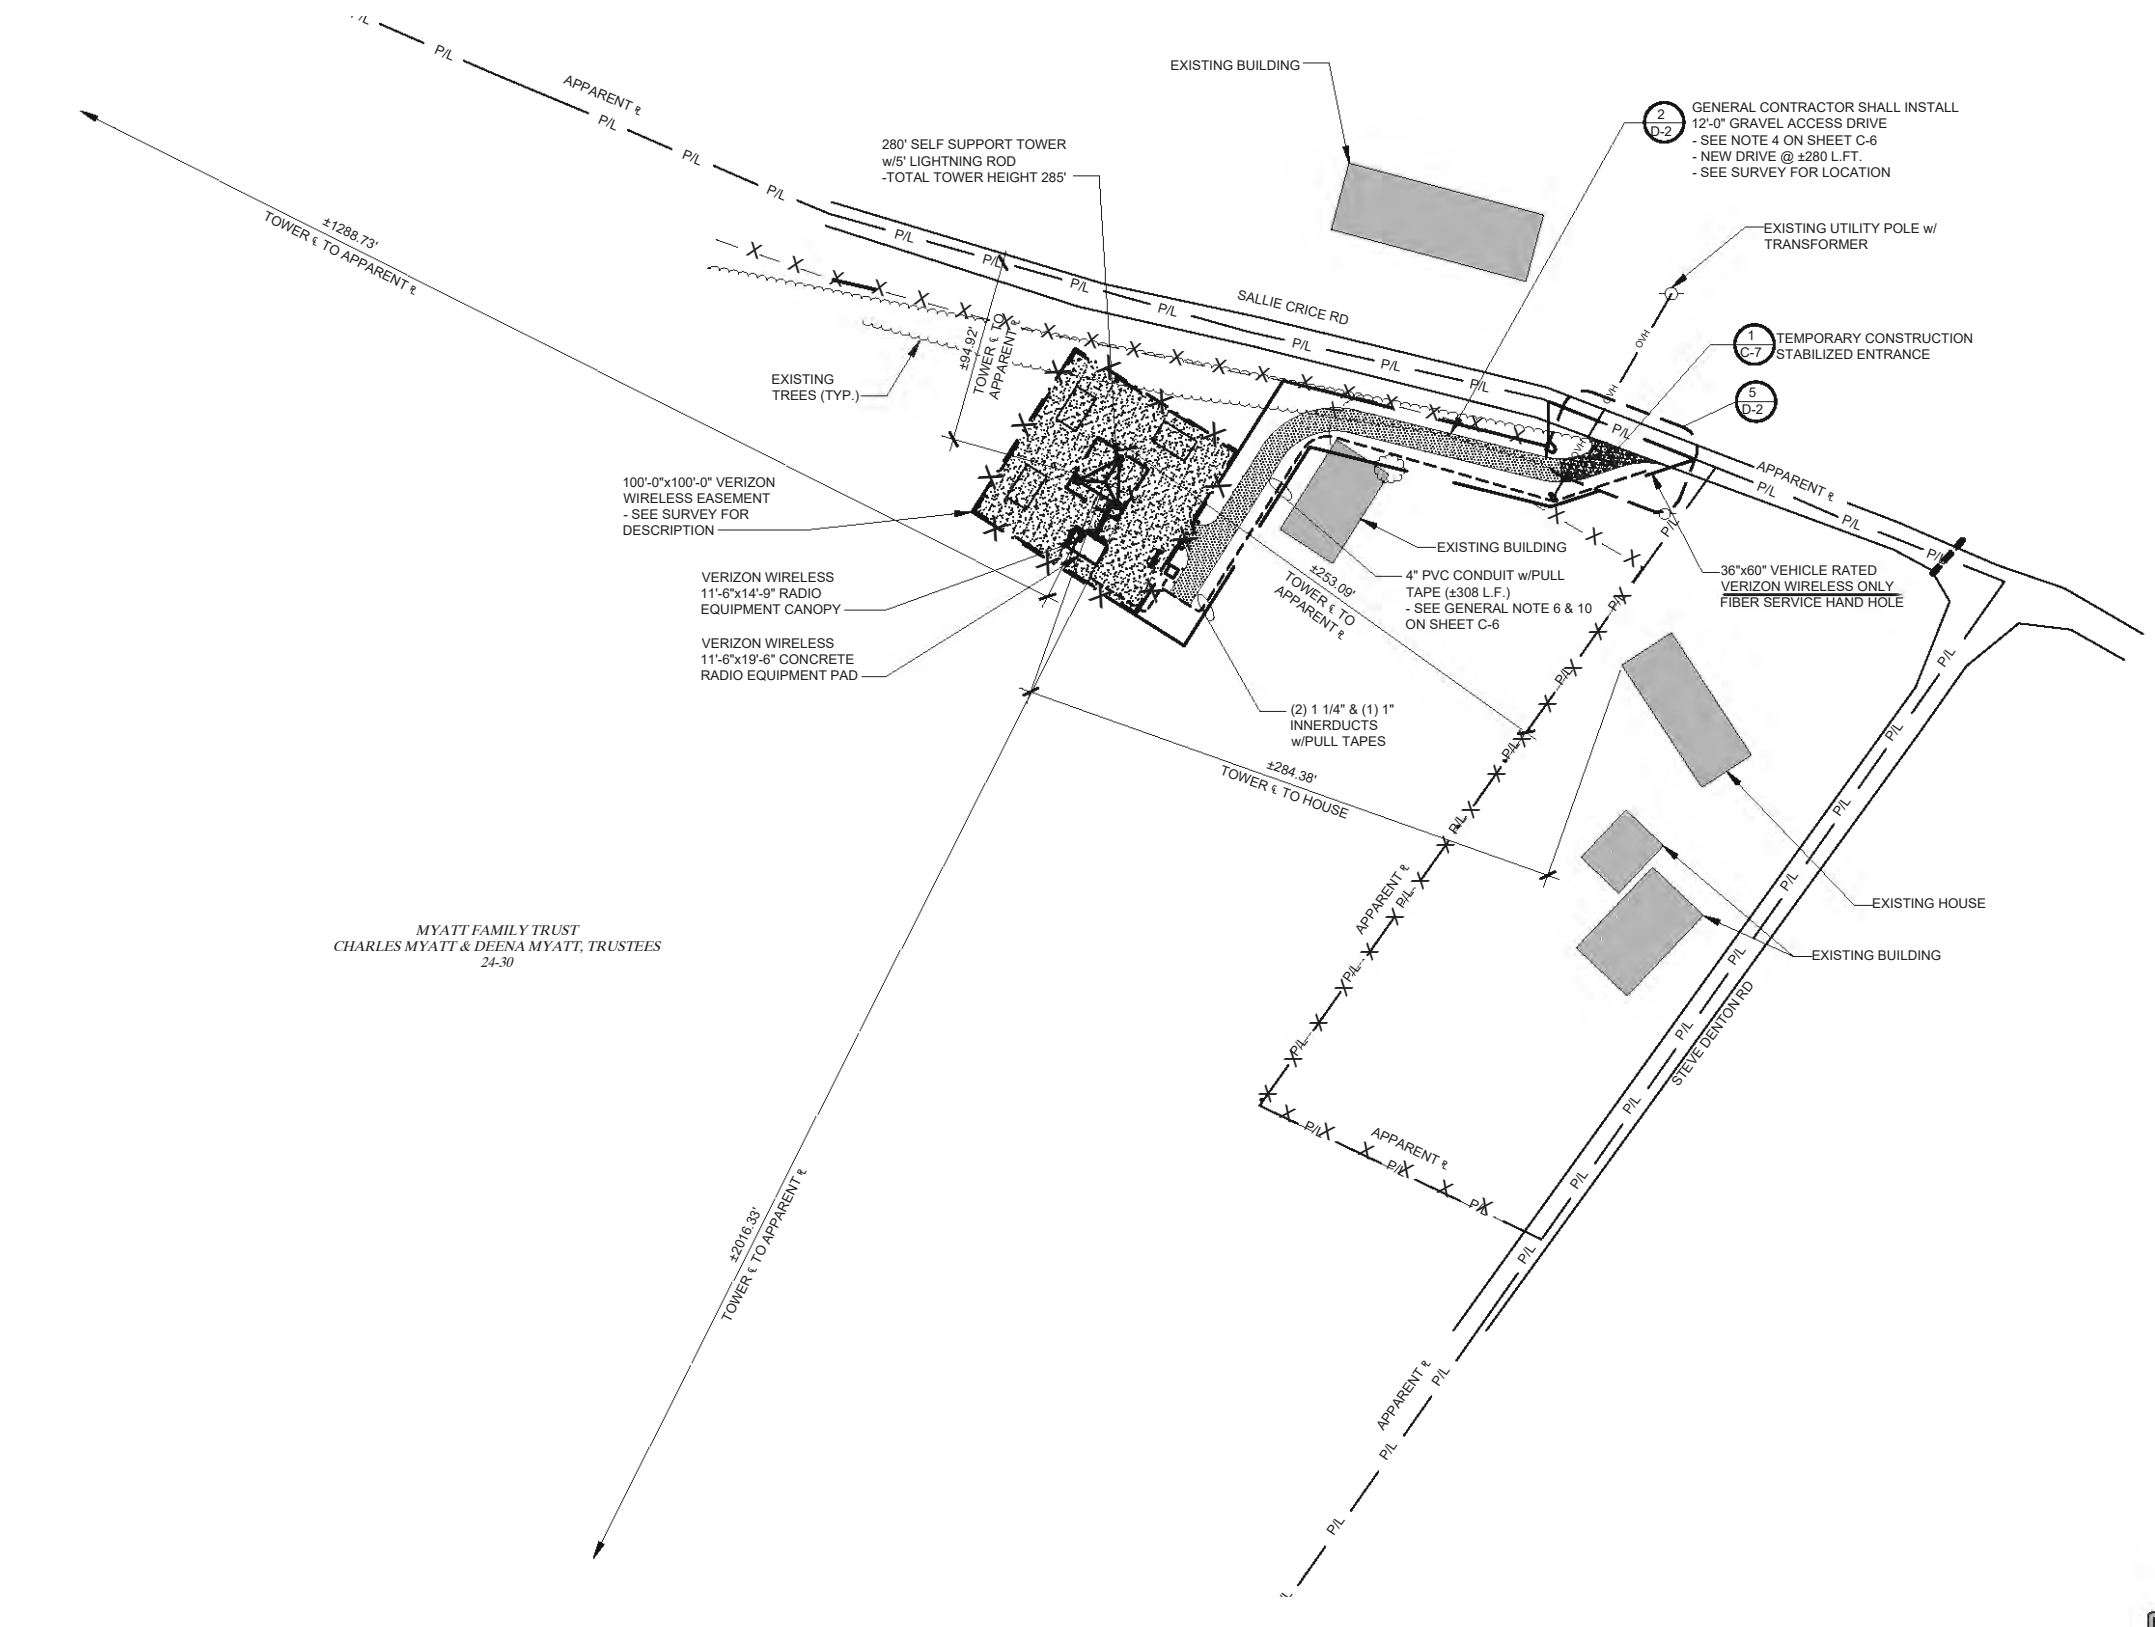 EXISTING BUILDING
P/L
P/L
APPARENT ⅊
P/L
P/L
P/L
2
D-2
GENERAL CONTRACTOR SHALL INSTALL
12'-0" GRAVEL ACCESS DRIVE
- SEE NOTE 4 ON SHEET C-6
- NEW DRIVE @ ±280 L.FT.
- SEE SURVEY FOR LOCATION
280' SELF SUPPORT TOWER
w/5' LIGHTNING ROD
-TOTAL TOWER HEIGHT 285'
±1288.73'
TOWER ℄ TO APPARENT ⅊
EXISTING UTILITY POLE w/
TRANSFORMER
P/L
P/L
P/L
P/L
P/L
P/L
P/L
P/L
SALLIE CRICE RD
OVH
OVH
OVH
1
C-7
TEMPORARY CONSTRUCTION
STABILIZED ENTRANCE
5
D-2
±94.92'
TOWER ℄ TO
APPARENT ⅊
EXISTING
TREES (TYP.)
APPARENT ⅊
P/L
P/L
P/L
100'-0"x100'-0" VERIZON
WIRELESS EASEMENT
- SEE SURVEY FOR
DESCRIPTION
EXISTING BUILDING
4" PVC CONDUIT w/PULL
TAPE (±308 L.F.)
- SEE GENERAL NOTE 6 & 10
ON SHEET C-6
36"x60" VEHICLE RATED
VERIZON WIRELESS ONLY
FIBER SERVICE HAND HOLE
±253.09'
TOWER ℄ TO
APPARENT ⅊
VERIZON WIRELESS
11'-6"x14'-9" RADIO
EQUIPMENT CANOPY
VERIZON WIRELESS
11'-6"x19'-6" CONCRETE
RADIO EQUIPMENT PAD
(2) 1 1/4" & (1) 1"
INNERDUCTS
w/PULL TAPES
±284.38'
TOWER ℄ TO HOUSE
P/L
P/L
P/L
P/L
P/L
APPARENT ⅊
P/L
P/L
P/L
EXISTING HOUSE
EXISTING BUILDING
MYATT FAMILY TRUST
CHARLES MYATT & DEENA MYATT, TRUSTEES
24-30
P/L
P/L
P/L
P/L
P/L
P/L
STEVE DENTON RD
P/L
P/L
P/L
APPARENT ⅊
P/L
P/L
P/L
±2016.33'
TOWER ℄ TO APPARENT ⅊
APPARENT ⅊
P/L
P/L
P/L